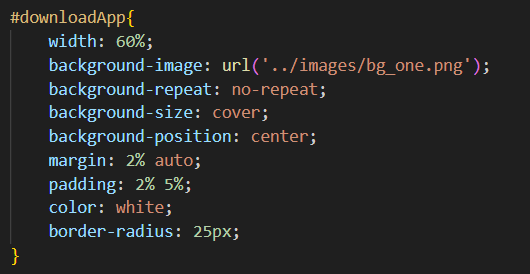 #downloadApp{
width: 60%;
background-image: url('../images/bg_one.png');
background-repeat: no-repeat;
background-size: cover;
background-position: center;
margin: 2% auto;
padding: 2% 5%;
color: white;
border-radius: 25px;
}